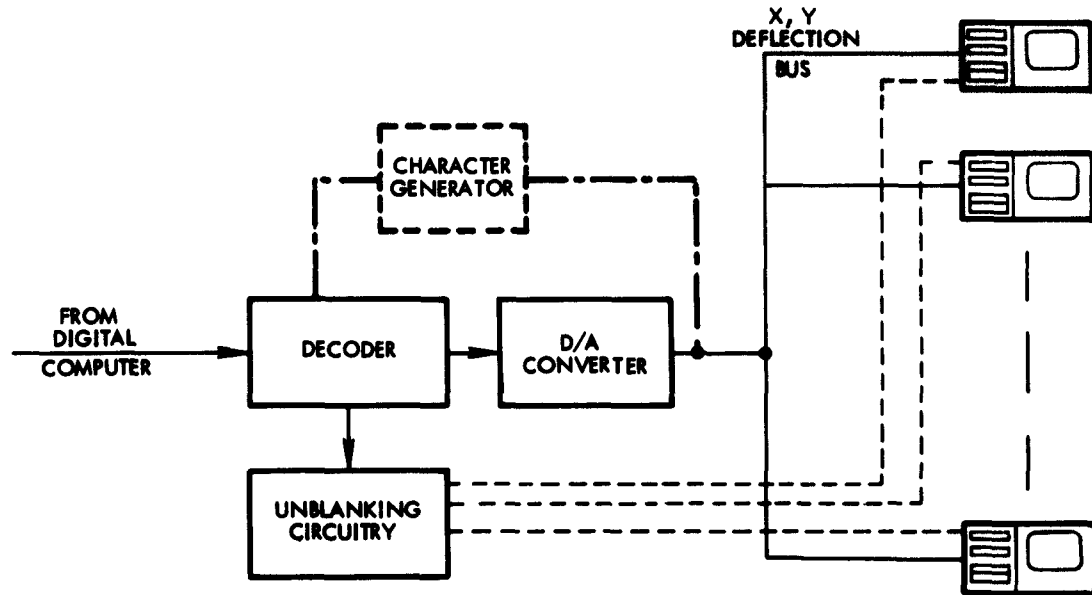 X, Y
DEFLECTION
BUS
CHARACTER
GENERATOR
FROM
DIGITAL
COMPUTER
DECODER
D/A
CONVERTER
UNBLANKING
CIRCUITRY